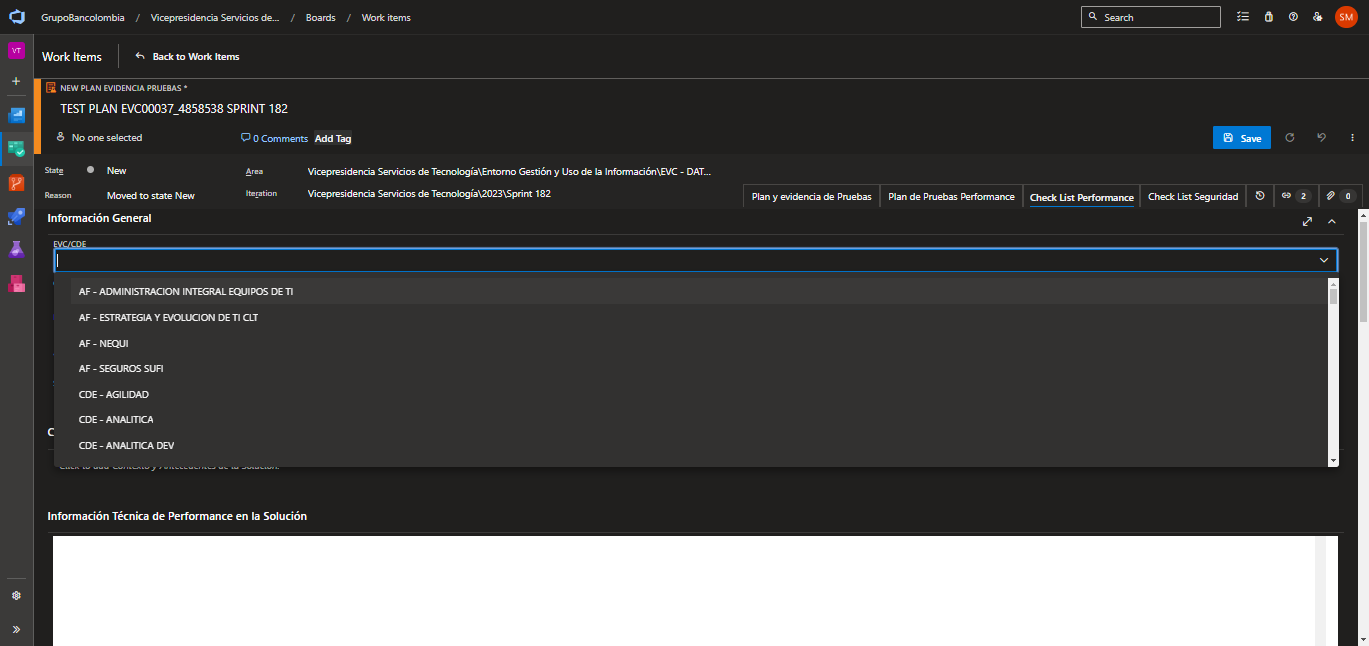 GrupoBancolombia / Vicepresidencia Servicios de... / Boards / Work items
Search
SM
VT
Work Items
Back to Work Items
NEW PLAN EVIDENCIA PRUEBAS *
TEST PLAN EVC00037_4858538 SPRINT 182
No one selected
0 Comments
Add Tag
Save
State
New
Area
Vicepresidencia Servicios de Tecnología\Entorno Gestión y Uso de la Información\EVC - DAT...
Reason
Moved to state New
Iteration
Vicepresidencia Servicios de Tecnología\2023\Sprint 182
Plan y evidencia de Pruebas
Plan de Pruebas Performance
Check List Performance
Check List Seguridad
2
0
Información General
EVC/CDE
AF - ADMINISTRACION INTEGRAL EQUIPOS DE TI
AF - ESTRATEGIA Y EVOLUCION DE TI CLT
AF - NEQUI
AF - SEGUROS SUFI
CDE - AGILIDAD
CDE - ANALITICA
CDE - ANALITICA DEV
Click to add Contexto y Antecedentes de la Solución.
Información Técnica de Performance en la Solución